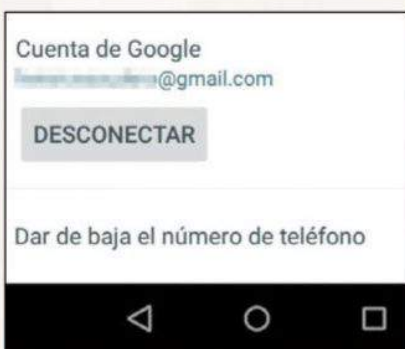 Cuenta de Google
@gmail.com
DESCONECTAR
Dar de baja el número de teléfono